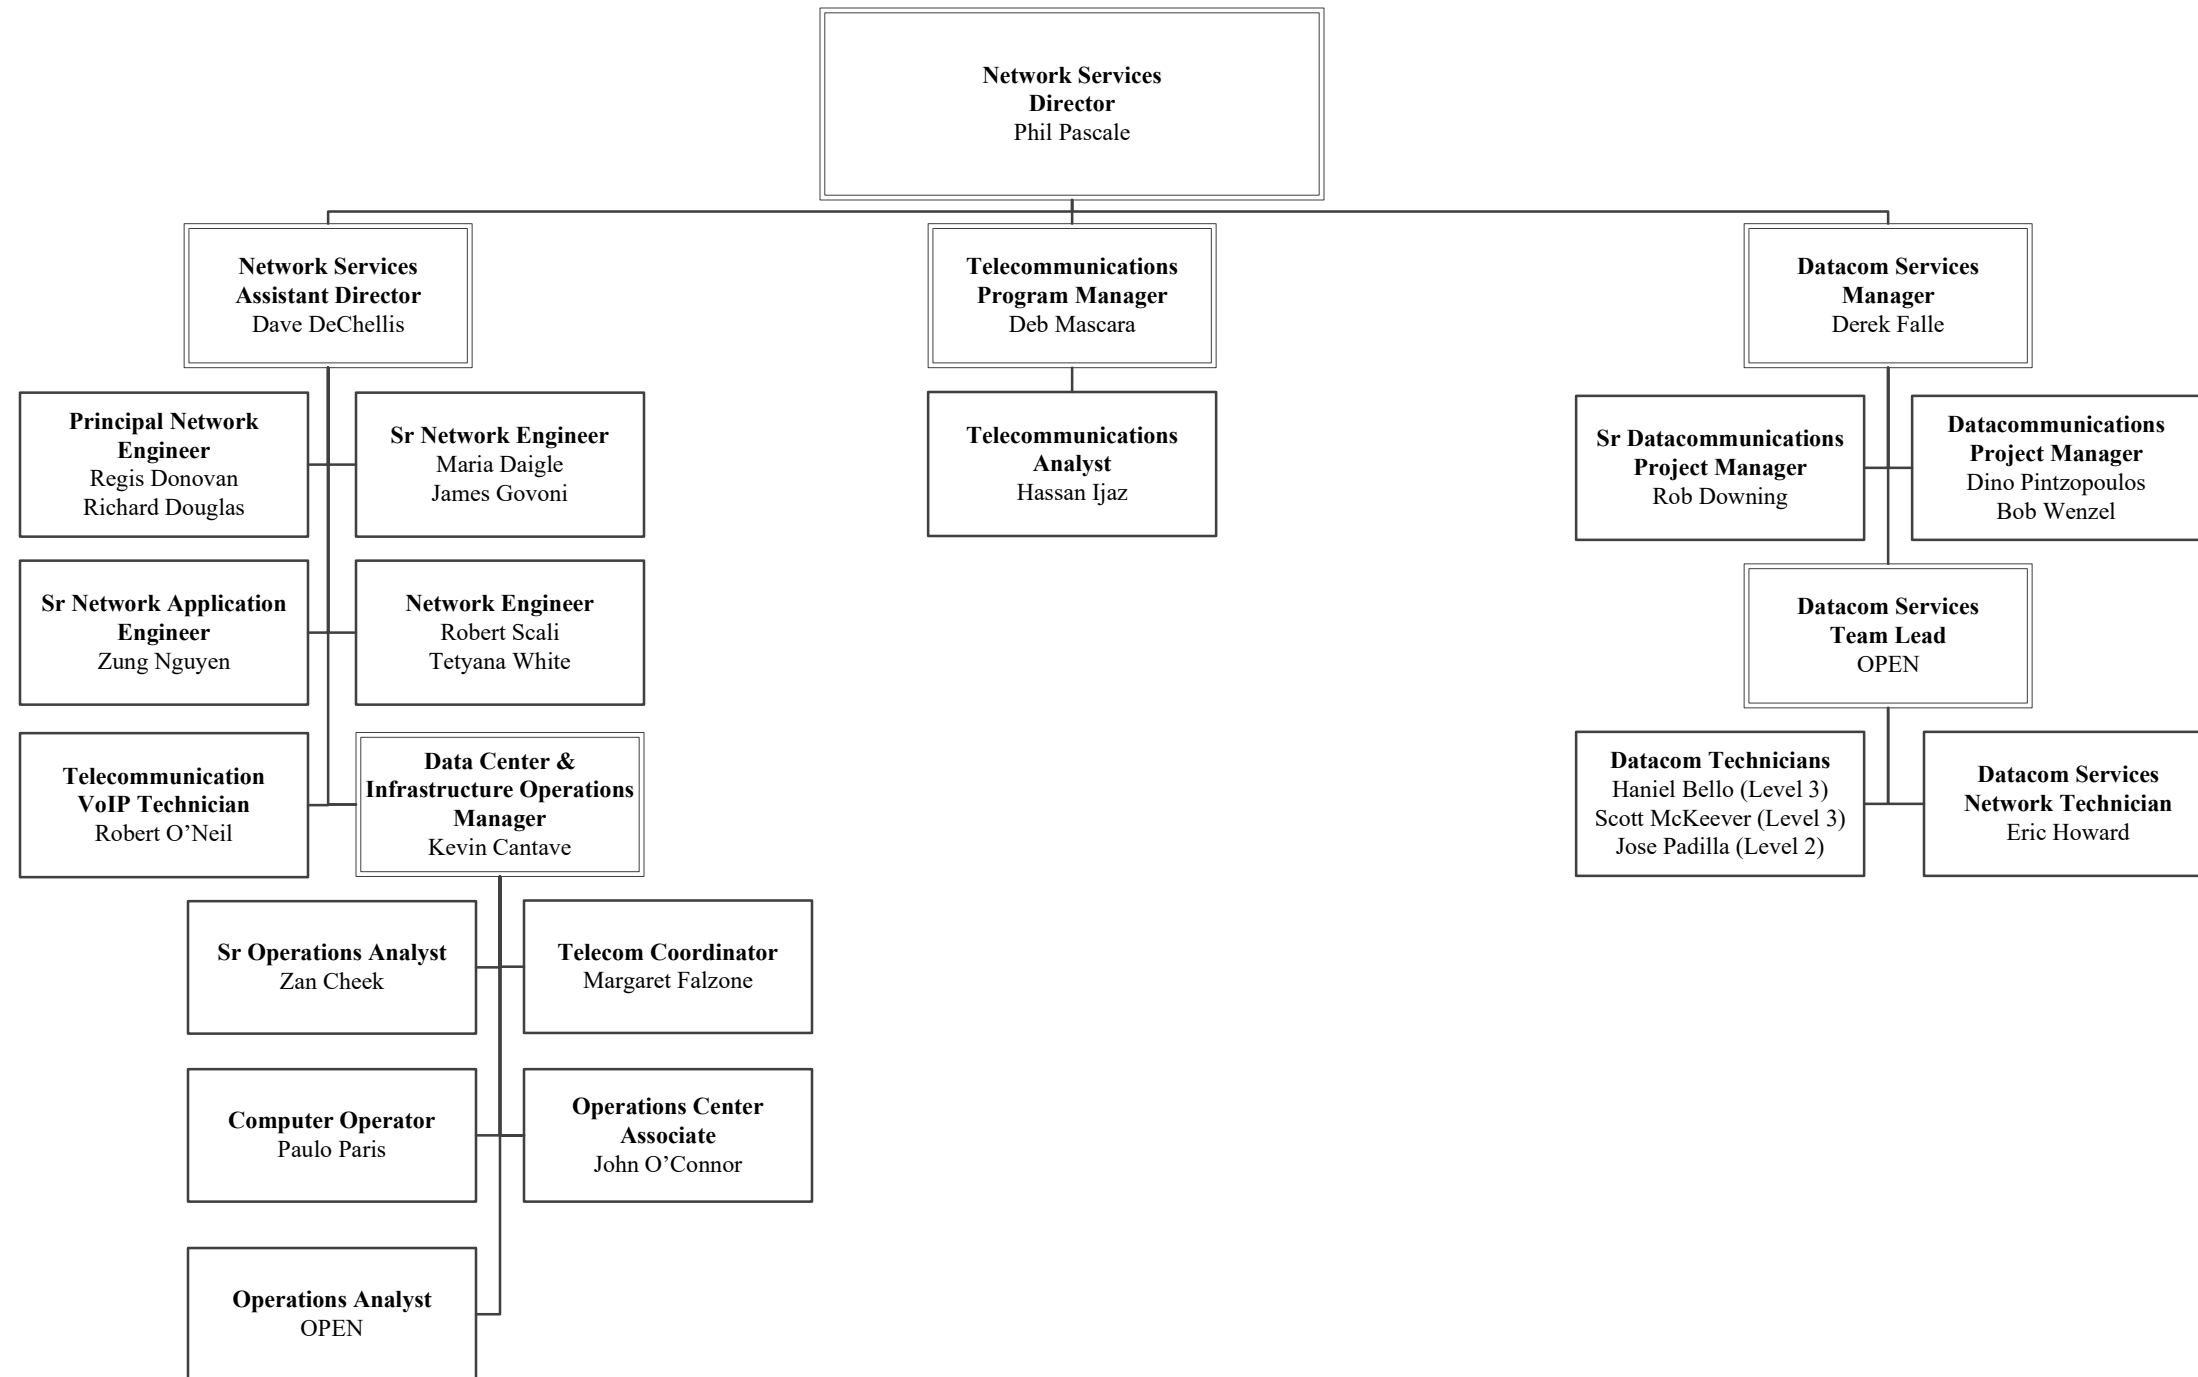 Network Services
Director
Phil Pascale
Network Services
Assistant Director
Dave DeChellis
Telecommunications
Program Manager
Deb Mascara
Datacom Services
Manager
Derek Falle
Principal Network
Engineer
Regis Donovan
Richard Douglas
Sr Network Engineer
Maria Daigle
James Govoni
Telecommunications
Analyst
Hassan Ijaz
Sr Datacommunications
Project Manager
Rob Downing
Datacommunications
Project Manager
Dino Pintzopoulos
Bob Wenzel
Sr Network Application
Engineer
Zung Nguyen
Network Engineer
Robert Scali
Tetyana White
Datacom Services
Team Lead
OPEN
Telecommunication
VoIP Technician
Robert O’Neil
Data Center &
Infrastructure Operations
Manager
Kevin Cantave
Datacom Technicians
Haniel Bello (Level 3)
Scott McKeever (Level 3)
Jose Padilla (Level 2)
Datacom Services
Network Technician
Eric Howard
Sr Operations Analyst
Zan Cheek
Telecom Coordinator
Margaret Falzone
Computer Operator
Paulo Paris
Operations Center
Associate
John O’Connor
Operations Analyst
OPEN